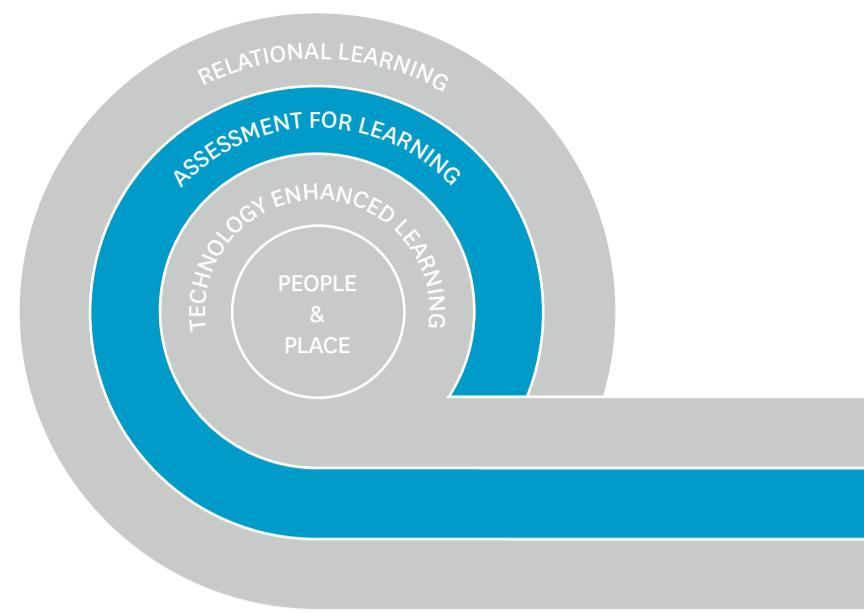 RELATIONAL LEARNING
ASSESSMENT FOR LEARNING
TECHNOLOGY ENHANCED LEARNING
PEOPLE
&
PLACE